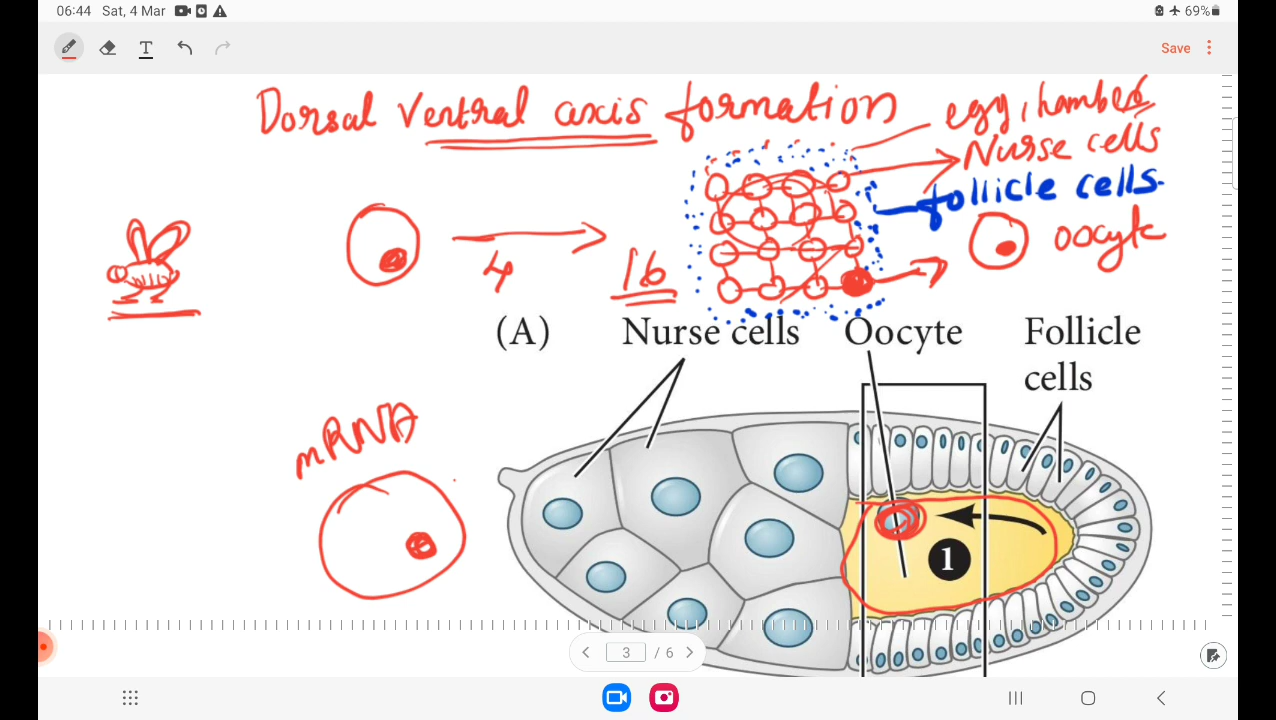 06:44 Sat, 4 Mar
69%
T
Save
Dorsal Ventral axis formation
egg chamber
Nurse cells
follicle cells.
oocyte
4
16
(A) Nurse cells Oocyte Follicle
cells
mRNA
1
3 / 6